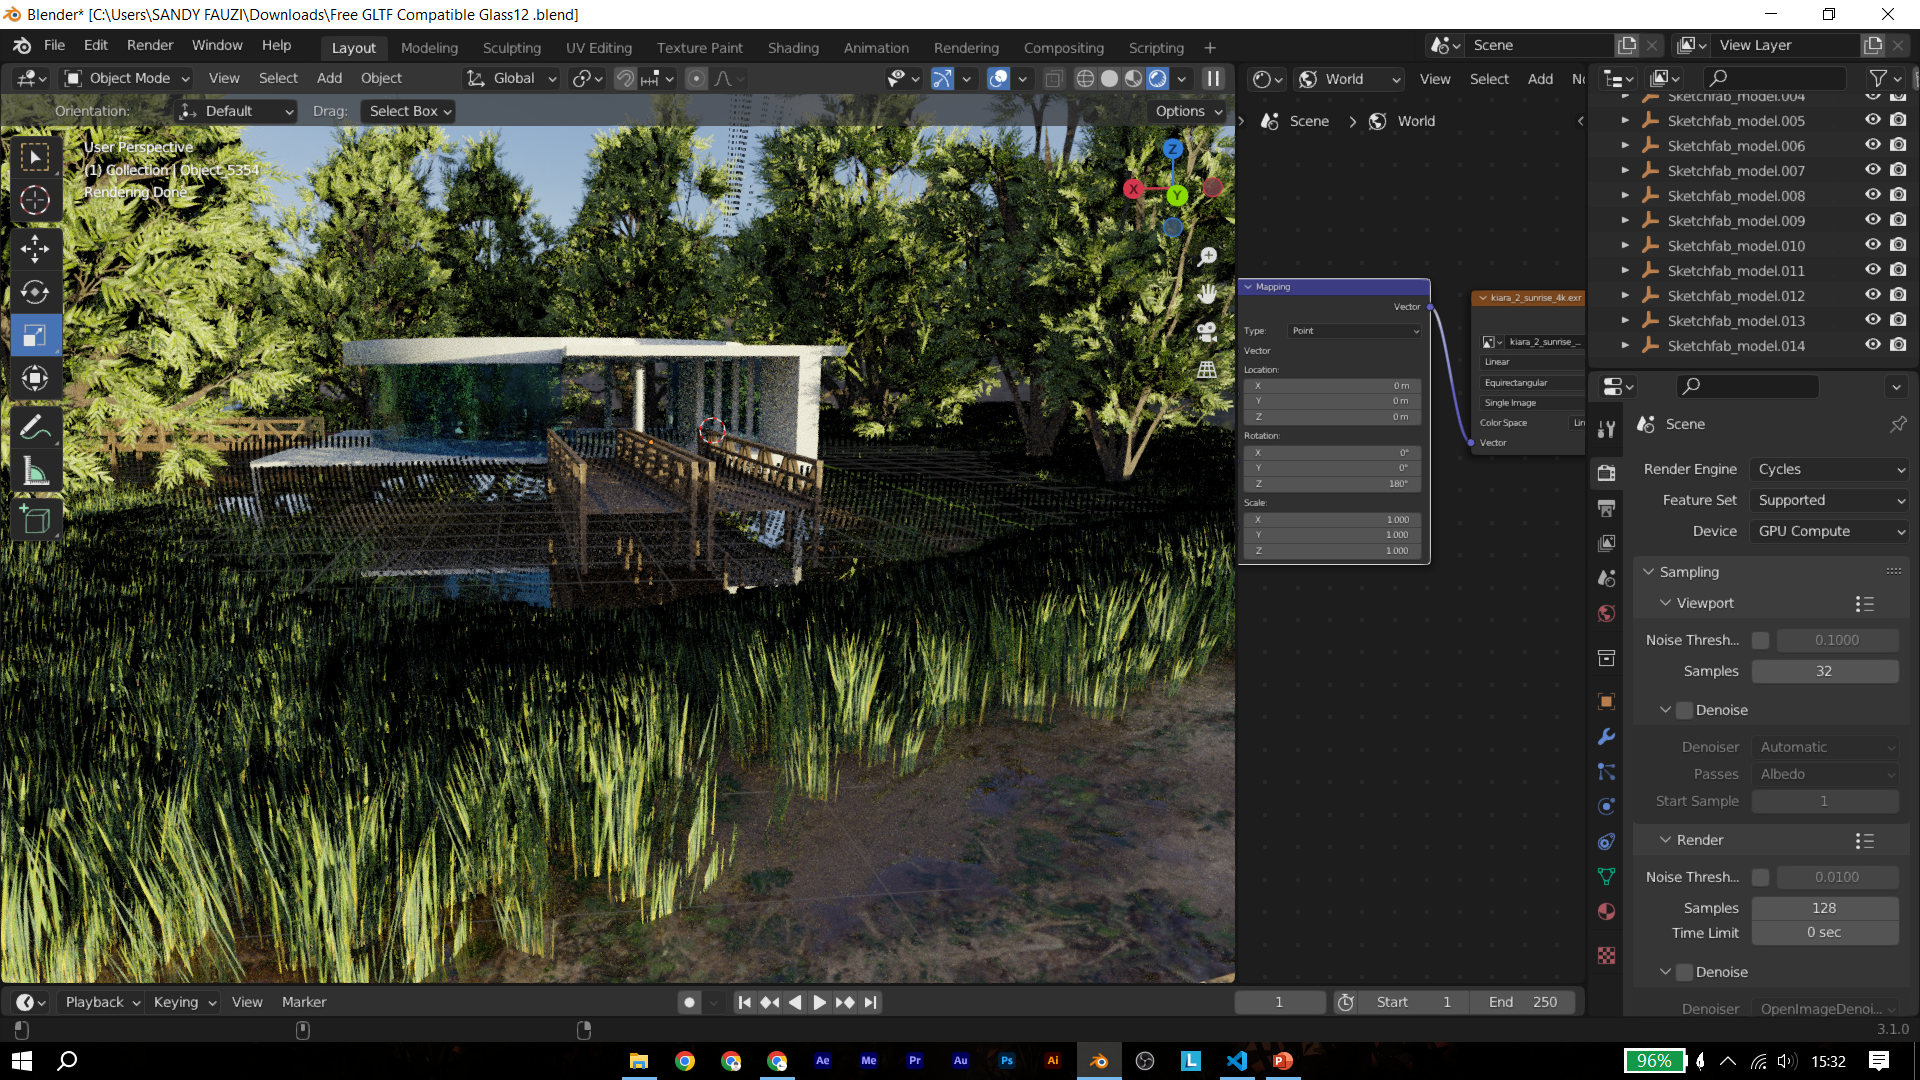 Blender* [C:\Users\SANDY FAUZI\Downloads\Free GLTF Compatible Glass12 .blend]
File Edit Render Window Help
Layout Modeling Sculpting UV Editing Texture Paint Shading Animation Rendering Compositing Scripting
Scene
View Layer
Object Mode View Select Add Object
Global
World View Select Add
Orientation: Default Drag: Select Box
Options
Scene > World
User Perspective
(1) Collection | Object_5354
Rendering Done
Z
X
Y
Mapping
Vector
Type: Point
Vector
Location:
X 0 m
Y 0 m
Z 0 m
Rotation:
X 0°
Y 0°
Z 180°
Scale:
X 1.000
Y 1.000
Z 1.000
kiara_2_sunrise_4k.exr
kiara_2_sunrise_...
Linear
Equirectangular
Single Image
Color Space Lin
Vector
Sketchfab_model.004
Sketchfab_model.005
Sketchfab_model.006
Sketchfab_model.007
Sketchfab_model.008
Sketchfab_model.009
Sketchfab_model.010
Sketchfab_model.011
Sketchfab_model.012
Sketchfab_model.013
Sketchfab_model.014
Scene
Render Engine Cycles
Feature Set Supported
Device GPU Compute
Sampling
Viewport
Noise Thresh... 0.1000
Samples 32
Denoise
Denoiser Automatic
Passes Albedo
Start Sample 1
Render
Noise Thresh... 0.0100
Samples 128
Time Limit 0 sec
Denoise
Denoiser OpenImageDenoi...
Playback Keying View Marker
1
Start 1
End 250
3.1.0
Ae Me Pr Au Ps Ai L P
96%
15:32